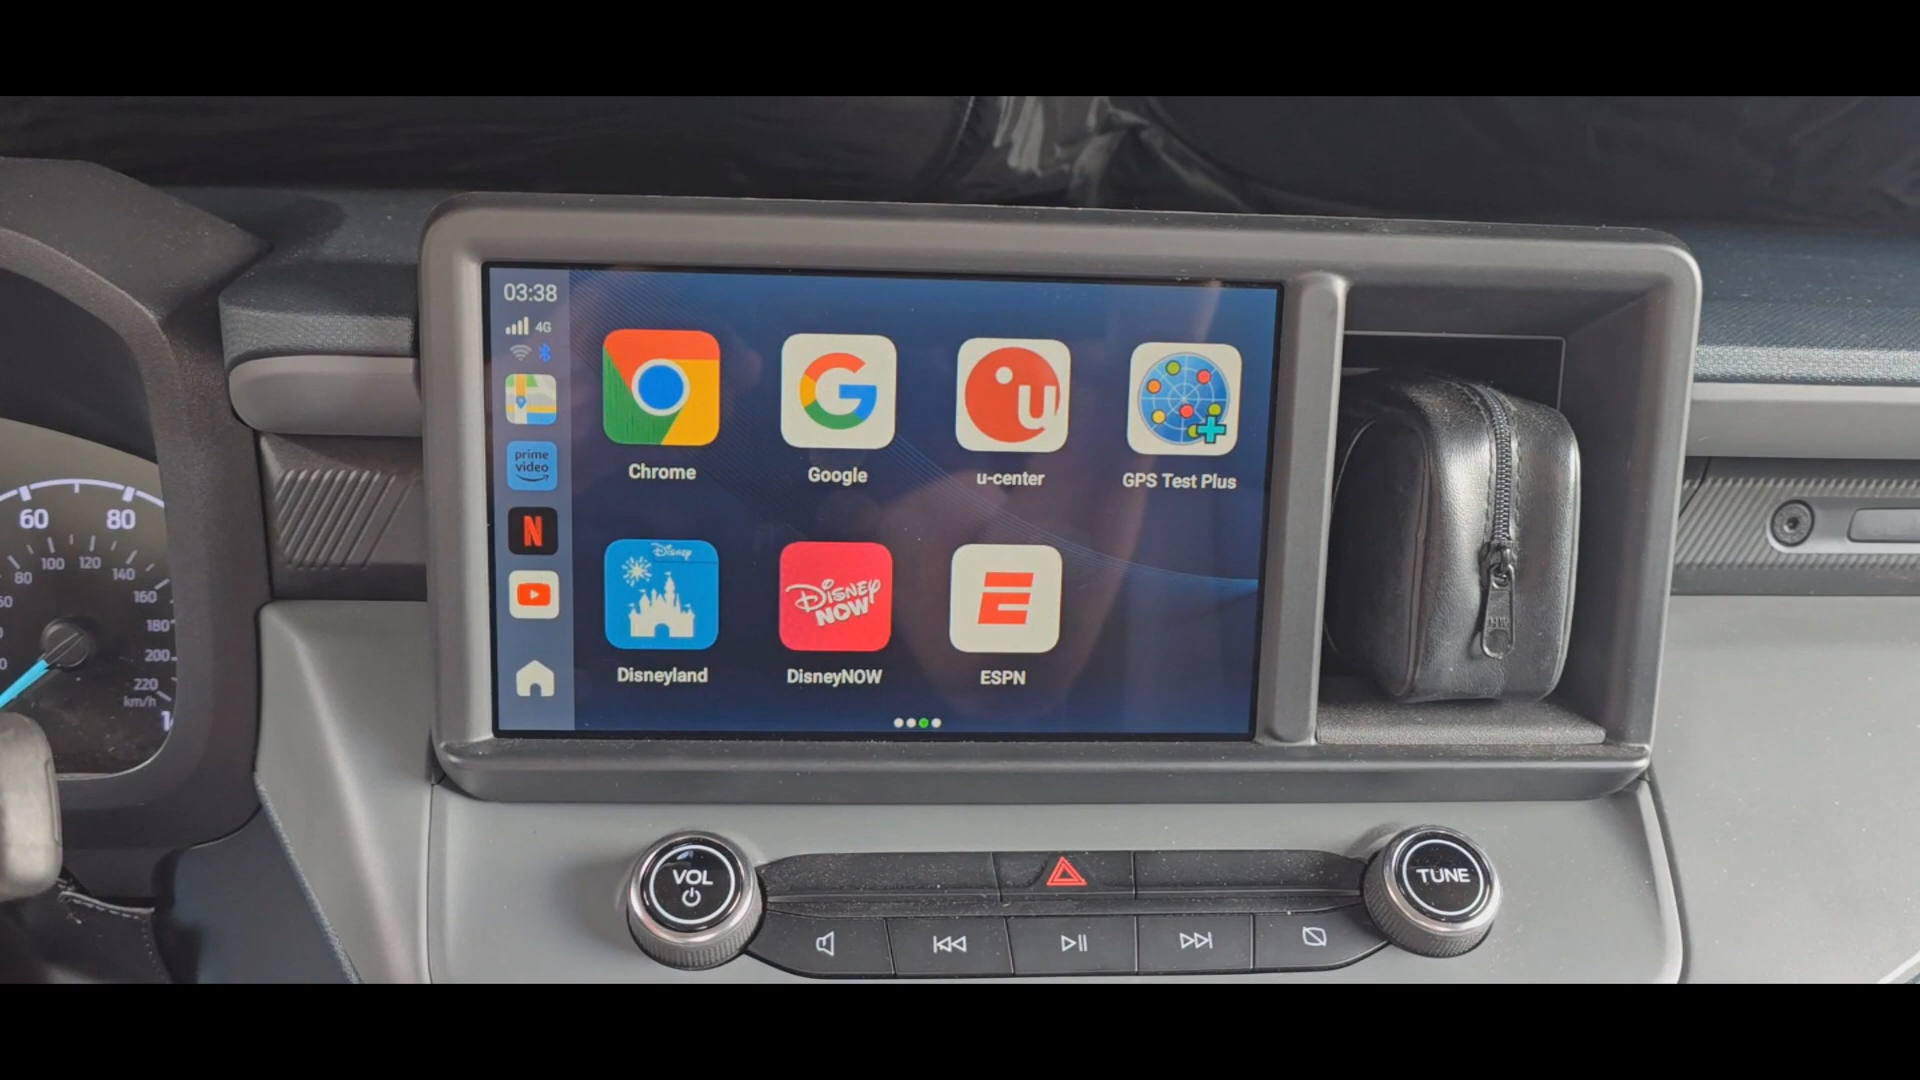 03:38
4G
prime
video
N
Chrome
G
Google
u
u-center
GPS Test Plus
Disney
Disneyland
DISNEY
NOW
DisneyNOW
E
ESPN
60
80
80
100
120
140
160
180
200
220
km/h
VOL
TUNE